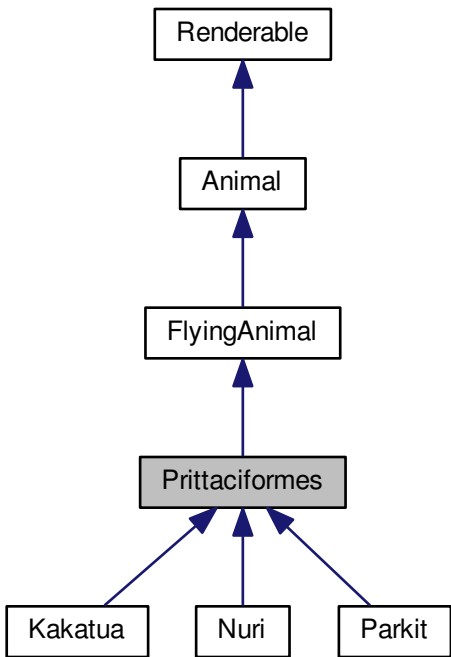 Renderable
Animal
FlyingAnimal
Prittaciformes
Kakatua
Nuri
Parkit